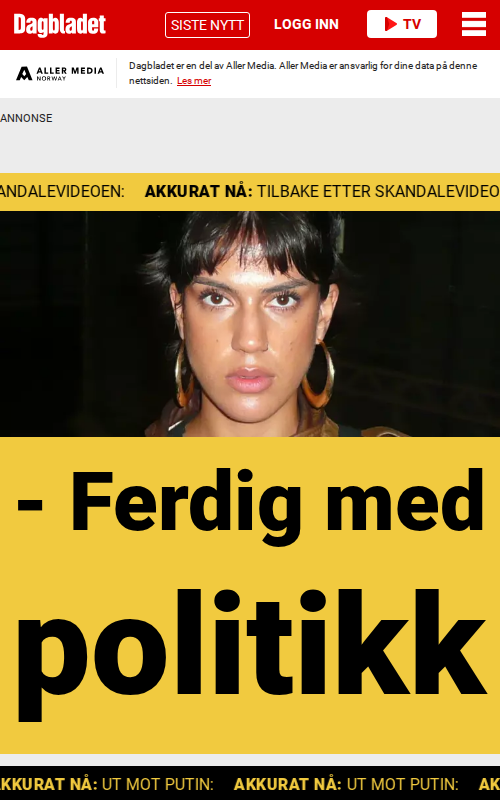 Dagbladet
SISTE NYTT
LOGG INN
TV
ALLER MEDIA
NORWAY
Dagbladet er en del av Aller Media. Aller Media er ansvarlig for dine data på denne
nettsiden. Les mer
ANNONSE
ANDALEVIDEOEN: AKKURAT NÅ: TILBAKE ETTER SKANDALEVIDEO
- Ferdig med
politikk
KKURAT NÅ: UT MOT PUTIN: AKKURAT NÅ: UT MOT PUTIN: AK